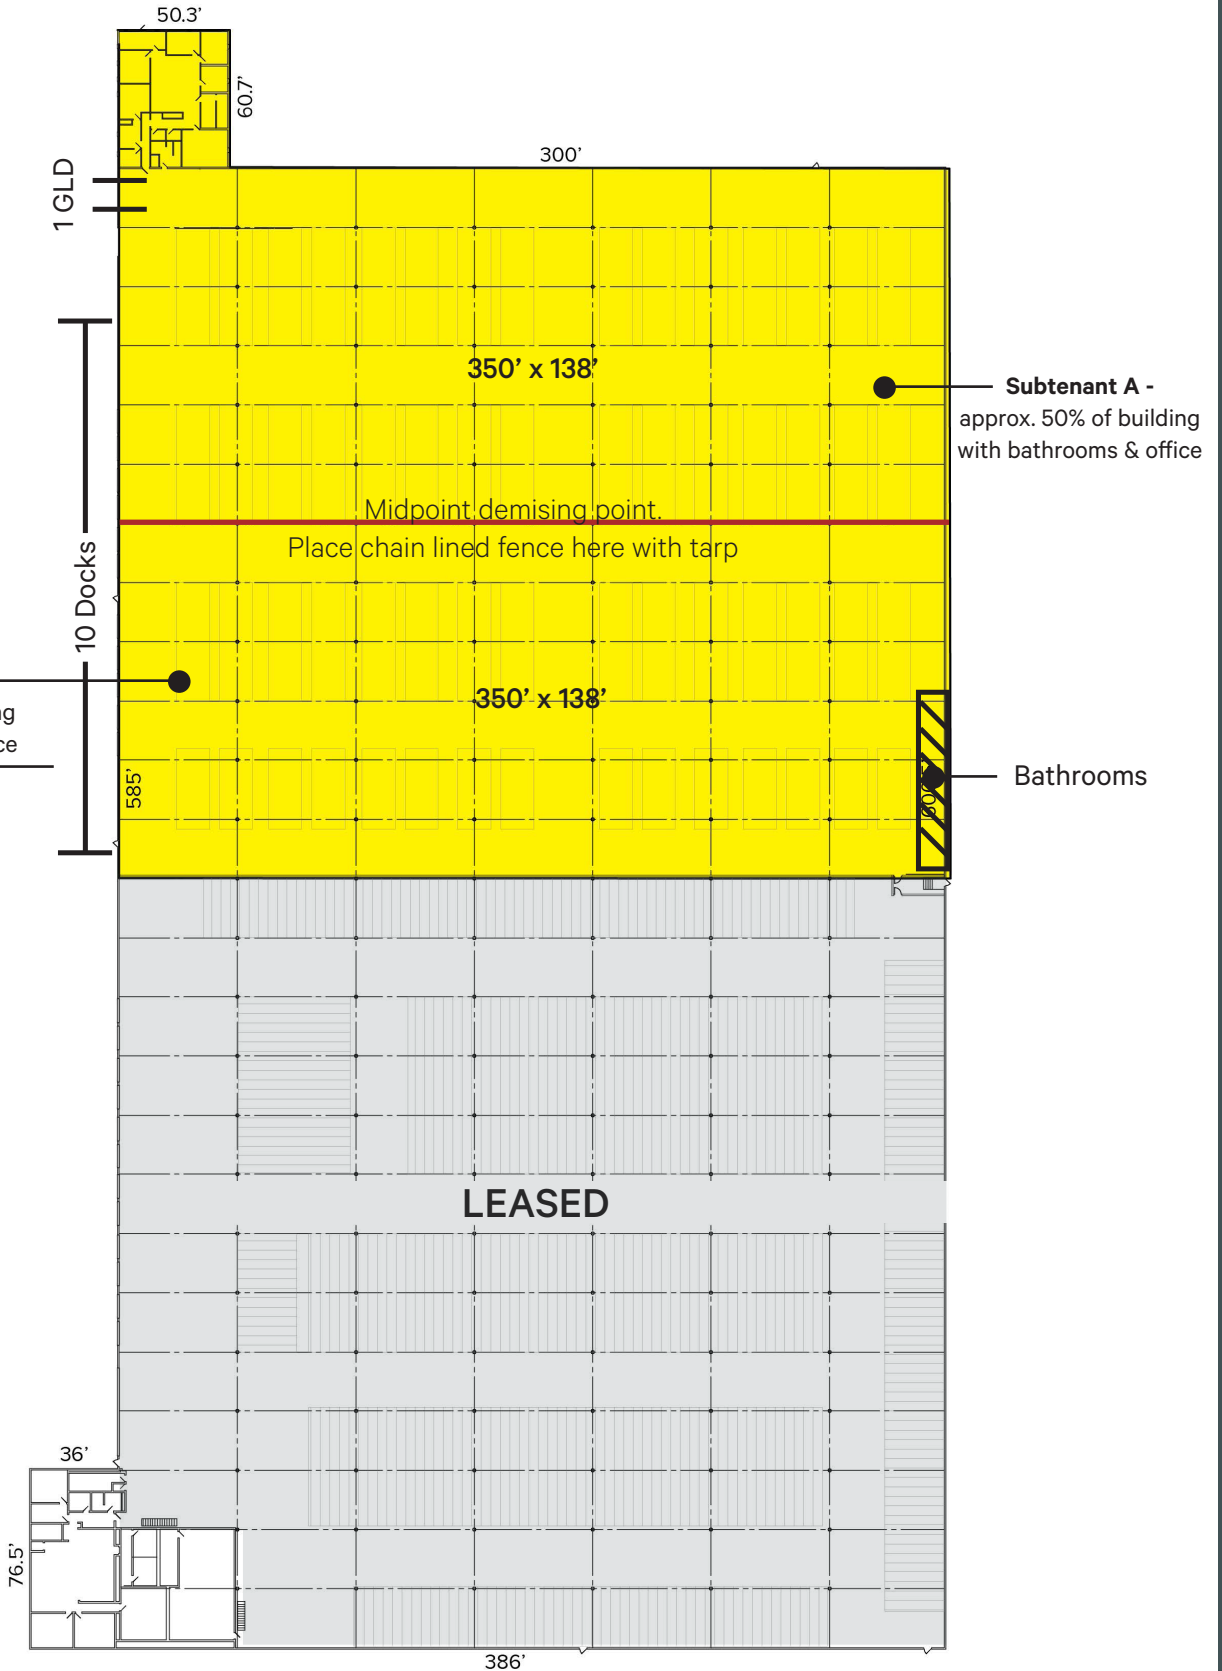 50.3’
60.7’
300’
1 GLD
350’ x 138’
Subtenant A -
approx. 50% of building
with bathrooms & office
Midpoint demising point.
Place chain lined fence here with tarp
10 Docks
350’ x 138’
585’
Bathrooms
LEASED
36’
76.5’
386’